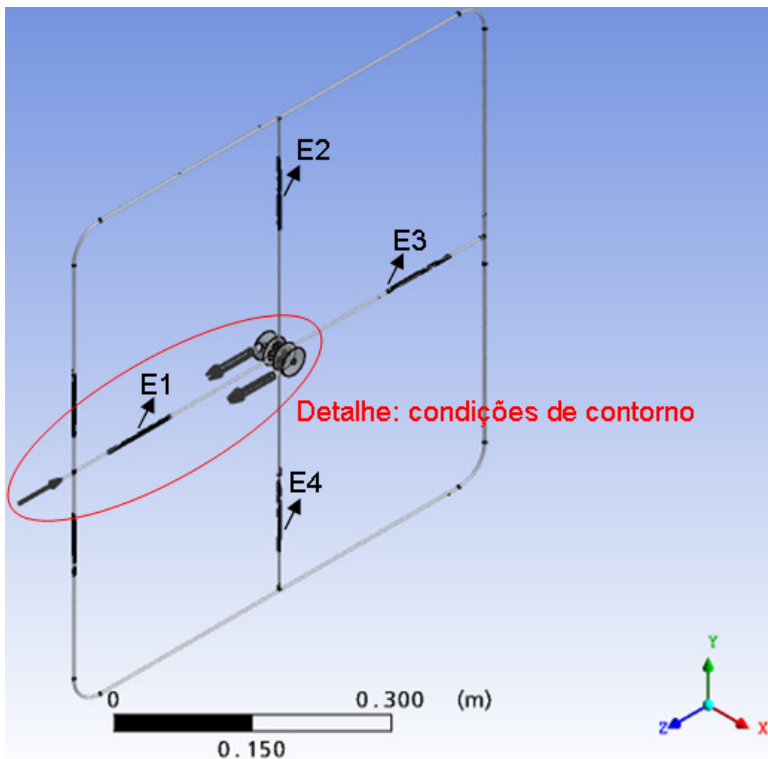 E2
E3
E1
Detalhe: condições de contorno
E4
0 0.300 (m)
0.150
Y
Z X